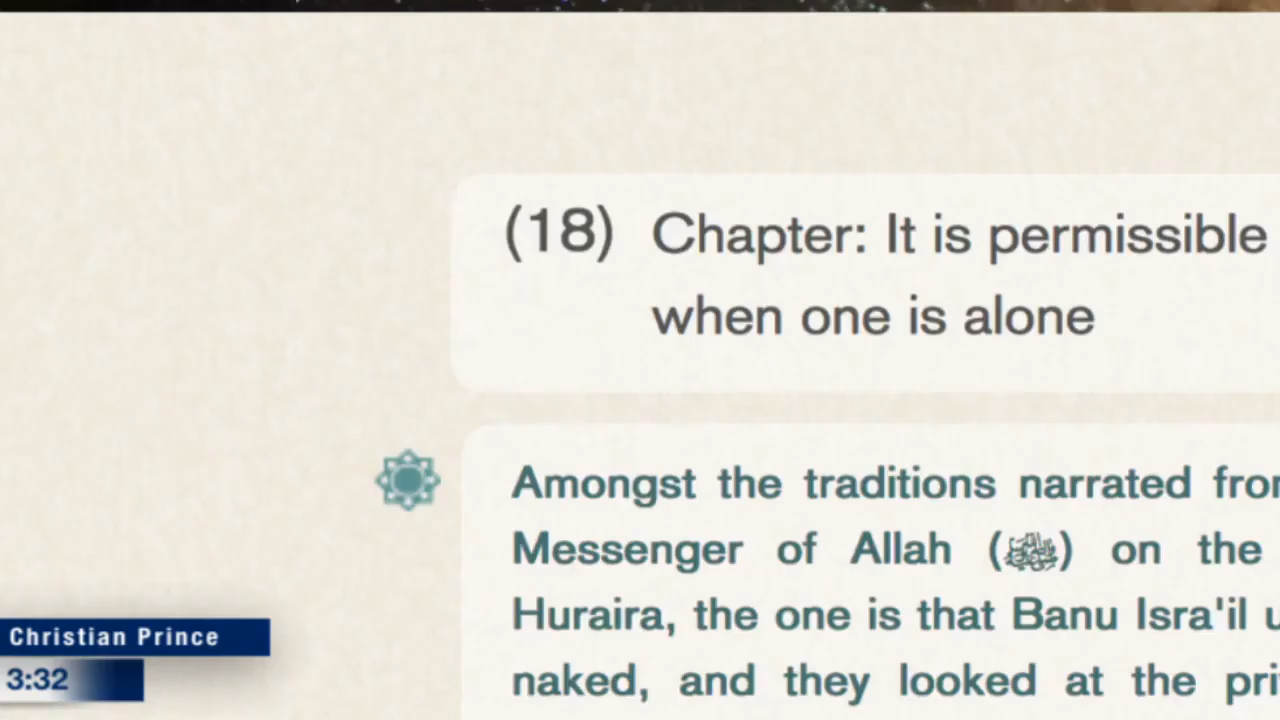 (18) Chapter: It is permissible
when one is alone
Amongst the traditions narrated from
Messenger of Allah (ﷺ) on the
Huraira, the one is that Banu Isra'il u
naked, and they looked at the pri
Christian Prince
3:32